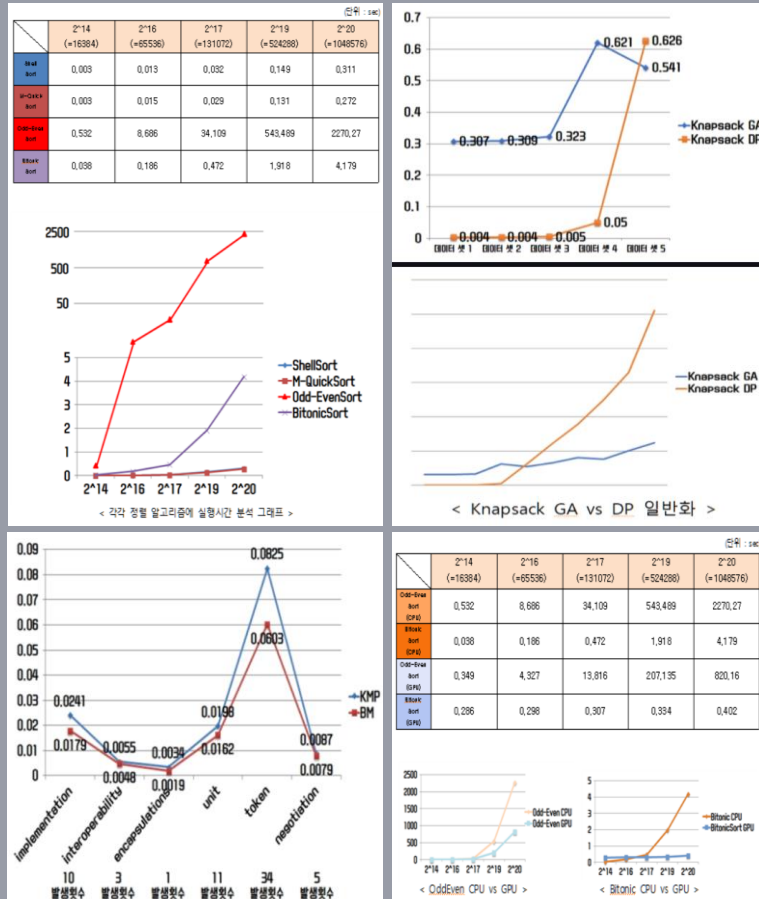 (단위 : sec)
2^14 2^16 2^17 2^19 2^20
(=16384) (=65536) (=131072) (=524288) (=1048576)
Shell
Sort
0,003 0,013 0,032 0,149 0,311
M-Quick
Sort
0,003 0,015 0,029 0,131 0,272
Odd-Even
Sort
0,532 8,686 34,109 543,489 2270,27
Bitonic
Sort
0,038 0,186 0,472 1,918 4,179
2500
500
50
5
4
3
2
1
0
2^14 2^16 2^17 2^19 2^20
ShellSort
M-QuickSort
Odd-EvenSort
BitonicSort
< 각각 정렬 알고리즘에 실행시간 분석 그래프 >
0.7
0.6
0.5
0.4
0.3
0.2
0.1
0
0.307 0.309 0.323 0.621 0.541
0.004 0.004 0.005 0.05 0.626
데이터 셋 1 데이터 셋 2 데이터 셋 3 데이터 셋 4 데이터 셋 5
Knapsack GA
Knapsack DP
Knapsack GA
Knapsack DP
< Knapsack GA vs DP 일반화 >
0.09
0.08
0.07
0.06
0.05
0.04
0.03
0.02
0.01
0
0.0241 0.0055 0.0034 0.0198 0.0825 0.0087
0.0179 0.0048 0.0019 0.0162 0.0603 0.0079
KMP
BM
implementation interoperability encapsulations unit token negotiation
10 3 1 11 34 5
발생횟수 발생횟수 발생횟수 발생횟수 발생횟수 발생횟수
(단위 : sec
2^14 2^16 2^17 2^19 2^20
(=16384) (=65536) (=131072) (=524288) (=1048576)
Odd-Even
Sort
(CPU)
0,532 8,686 34,109 543,489 2270,27
Bitonic
Sort
(CPU)
0,038 0,186 0,472 1,918 4,179
Odd-Even
Sort
(GPU)
0,349 4,327 13,816 207,135 820,16
Bitonic
Sort
(GPU)
0,286 0,298 0,307 0,334 0,402
2500
2000
1500
1000
500
0
2^14 2^16 2^17 2^19 2^20
Odd-Even CPU
Odd-Even GPU
< OddEven CPU vs GPU >
5
4
3
2
1
0
2^14 2^16 2^17 2^19 2^20
Bitonic CPU
BitonicSort GPU
< Bitonic CPU vs GPU >